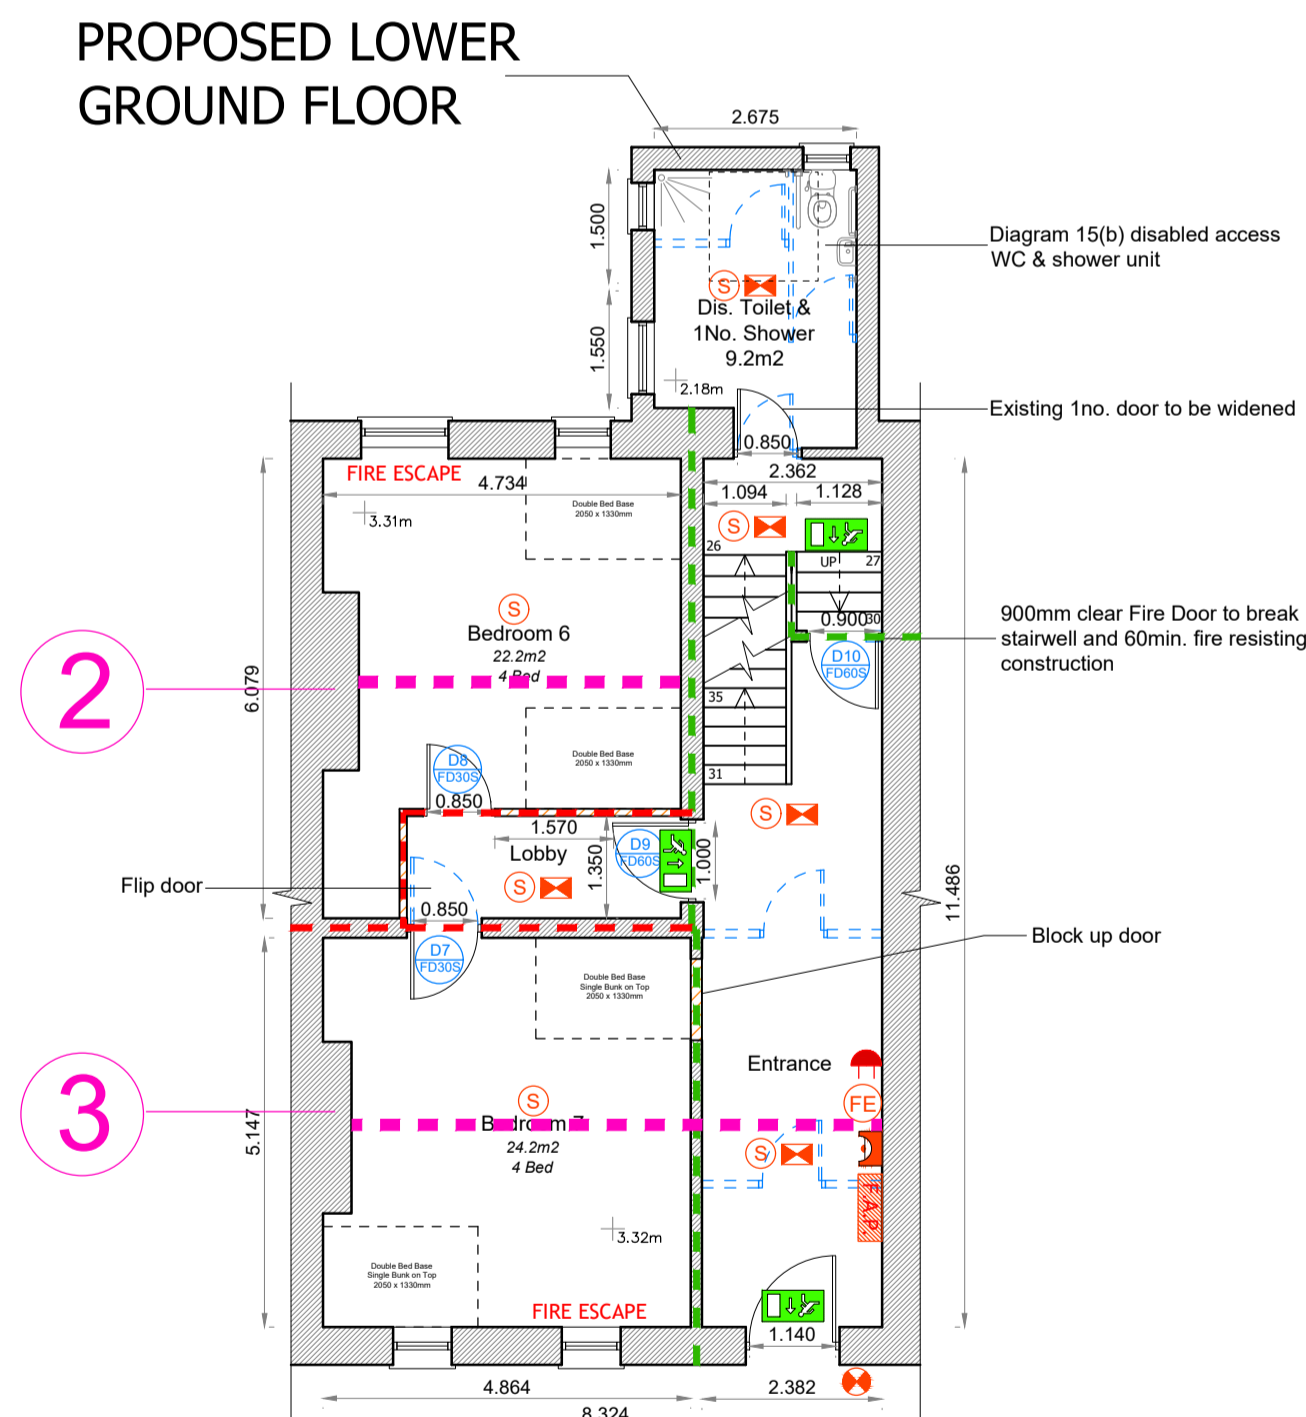 PROPOSED LOWER
GROUND FLOOR
2.675
1.500
1.550
Diagram 15(b) disabled access
WC & shower unit
S
Dis. Toilet &
1No. Shower
9.2m2
2.18m
Existing 1no. door to be widened
0.850
2.362
1.094
1.128
FIRE ESCAPE
4.734
3.31m
Double Bed Base
2050 x 1330mm
S
26
UP
27
0.900
30
900mm clear Fire Door to break
stairwell and 60min. fire resisting
construction
D10
FD60S
S
Bedroom 6
22.2m2
4 Bed
2
6.079
35
31
Double Bed Base
2050 x 1330mm
D8
FD30S
0.850
S
1.570
Lobby
1.350
D9
FD60S
1.000
S
Flip door
0.850
D7
FD30S
11.486
Block up door
Double Bed Base
Single Bunk on Top
2050 x 1330mm
Entrance
FE
3
5.147
S
Bedroom 7
24.2m2
4 Bed
S
F.A.P.
3.32m
Double Bed Base
Single Bunk on Top
2050 x 1330mm
FIRE ESCAPE
1.140
4.864
2.382
8.324